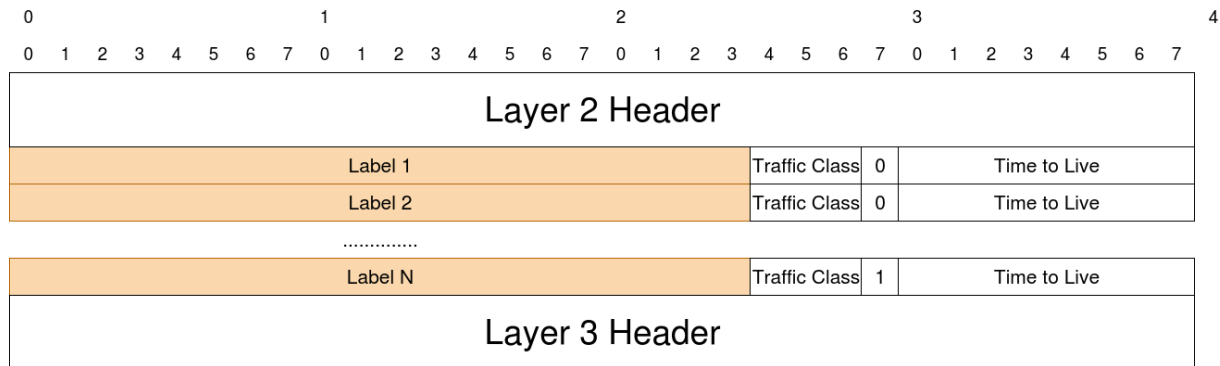 0 1 2 3 4
0 1 2 3 4 5 6 7 0 1 2 3 4 5 6 7 0 1 2 3 4 5 6 7 0 1 2 3 4 5 6 7
Layer 2 Header
Label 1 Traffic Class 0 Time to Live
Label 2 Traffic Class 0 Time to Live
..............
Label N Traffic Class 1 Time to Live
Layer 3 Header